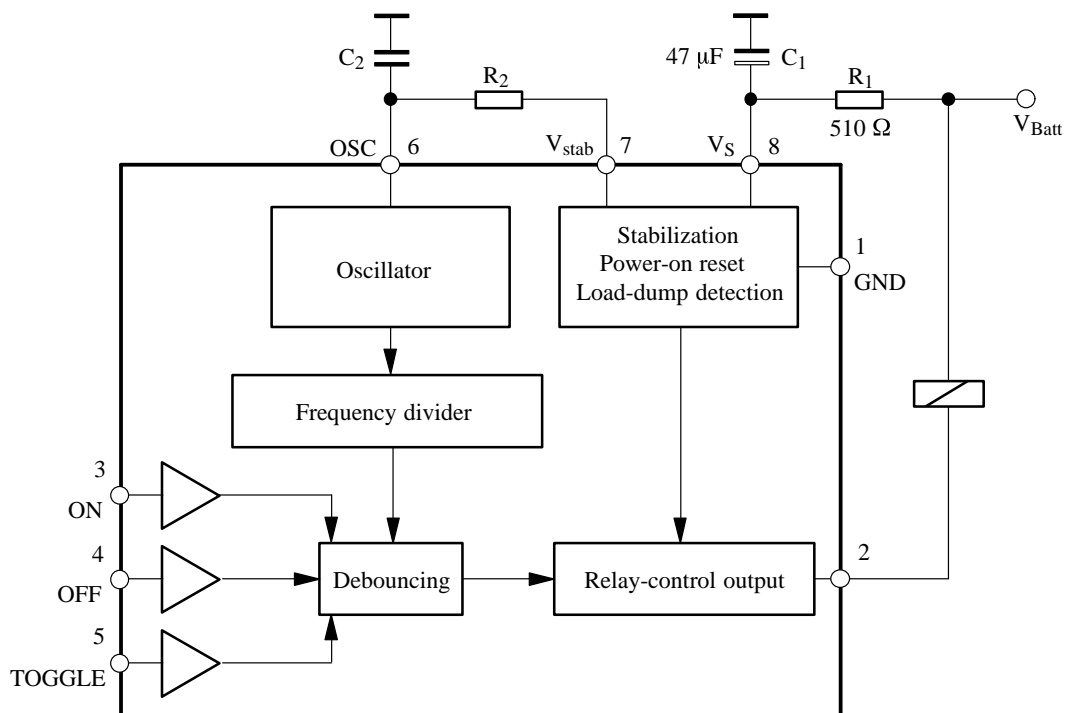 C2
47 μF
C1
R2
R1
510 Ω
VBatt
OSC
6
Vstab
7
VS
8
Oscillator
Stabilization
Power-on reset
Load-dump detection
1
GND
Frequency divider
3
ON
4
OFF
Debouncing
Relay-control output
2
5
TOGGLE